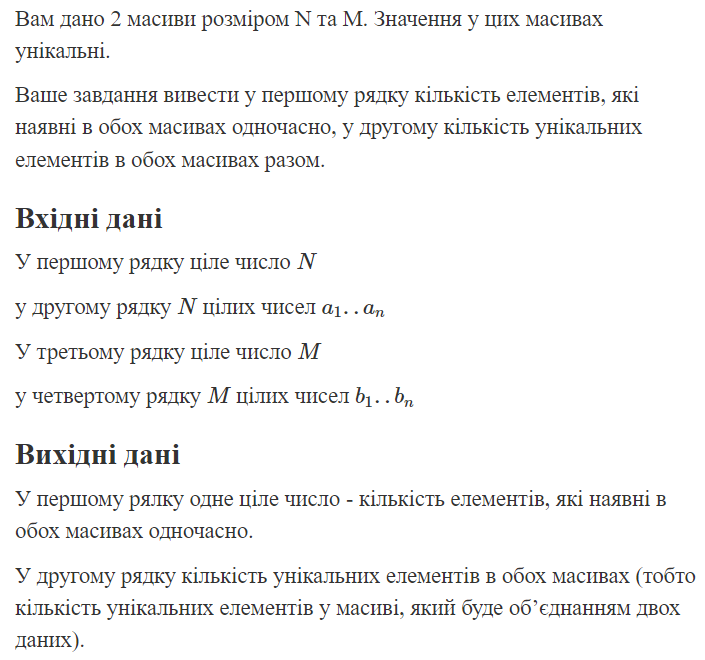 Вам дано 2 масиви розміром N та M. Значення у цих масивах
унікальні.
Ваше завдання вивести у першому рядку кількість елементів, які
наявні в обох масивах одночасно, у другому кількість унікальних
елементів в обох масивах разом.
Вхідні дані
У першому рядку ціле число N
у другому рядку N цілих чисел a₁. . aₙ
У третьому рядку ціле число M
у четвертому рядку M цілих чисел b₁. . bₙ
Вихідні дані
У першому рялку одне ціле число - кількість елементів, які наявні в
обох масивах одночасно.
У другому рядку кількість унікальних елементів в обох масивах (тобто
кількість унікальних елементів у масиві, який буде об’єднанням двох
даних).